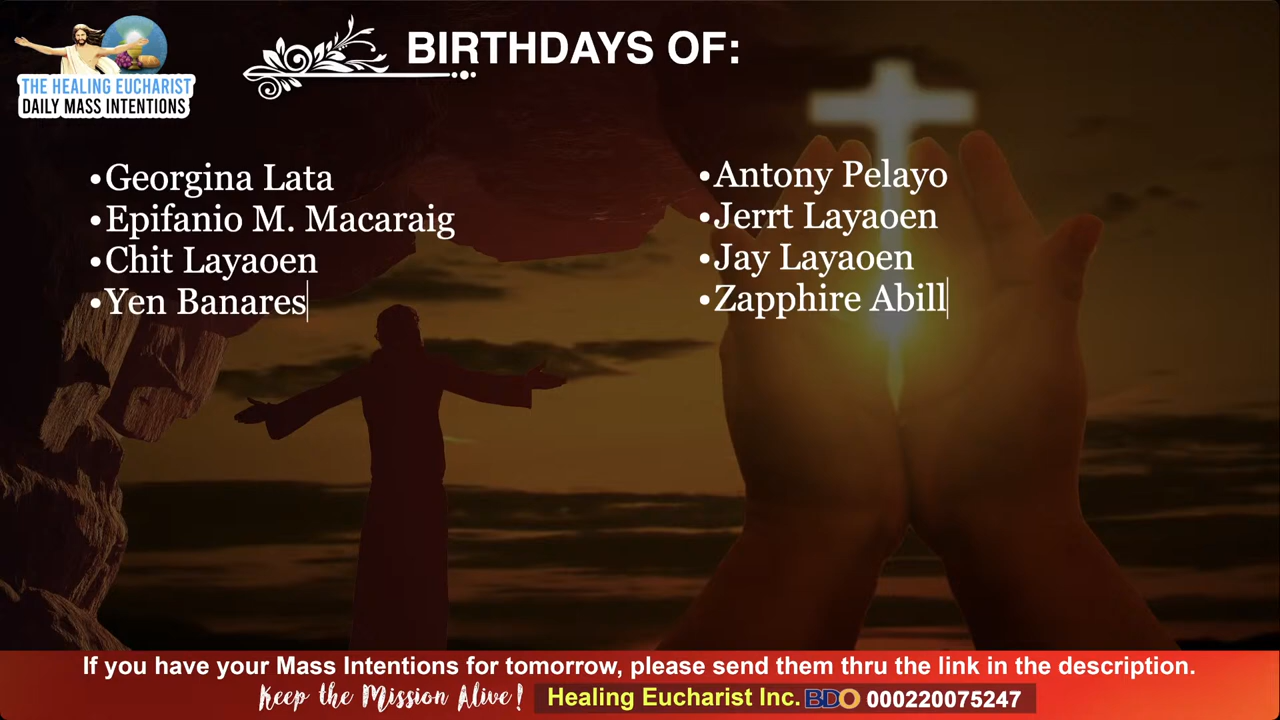 THE HEALING EUCHARIST
DAILY MASS INTENTIONS
BIRTHDAYS OF:
•Georgina Lata
•Epifanio M. Macaraig
•Chit Layaoen
•Yen Banares
•Antony Pelayo
•Jerrt Layaoen
•Jay Layaoen
•Zapphire Abill
If you have your Mass Intentions for tomorrow, please send them thru the link in the description.
Keep the Mission Alive! Healing Eucharist Inc. BDO 000220075247